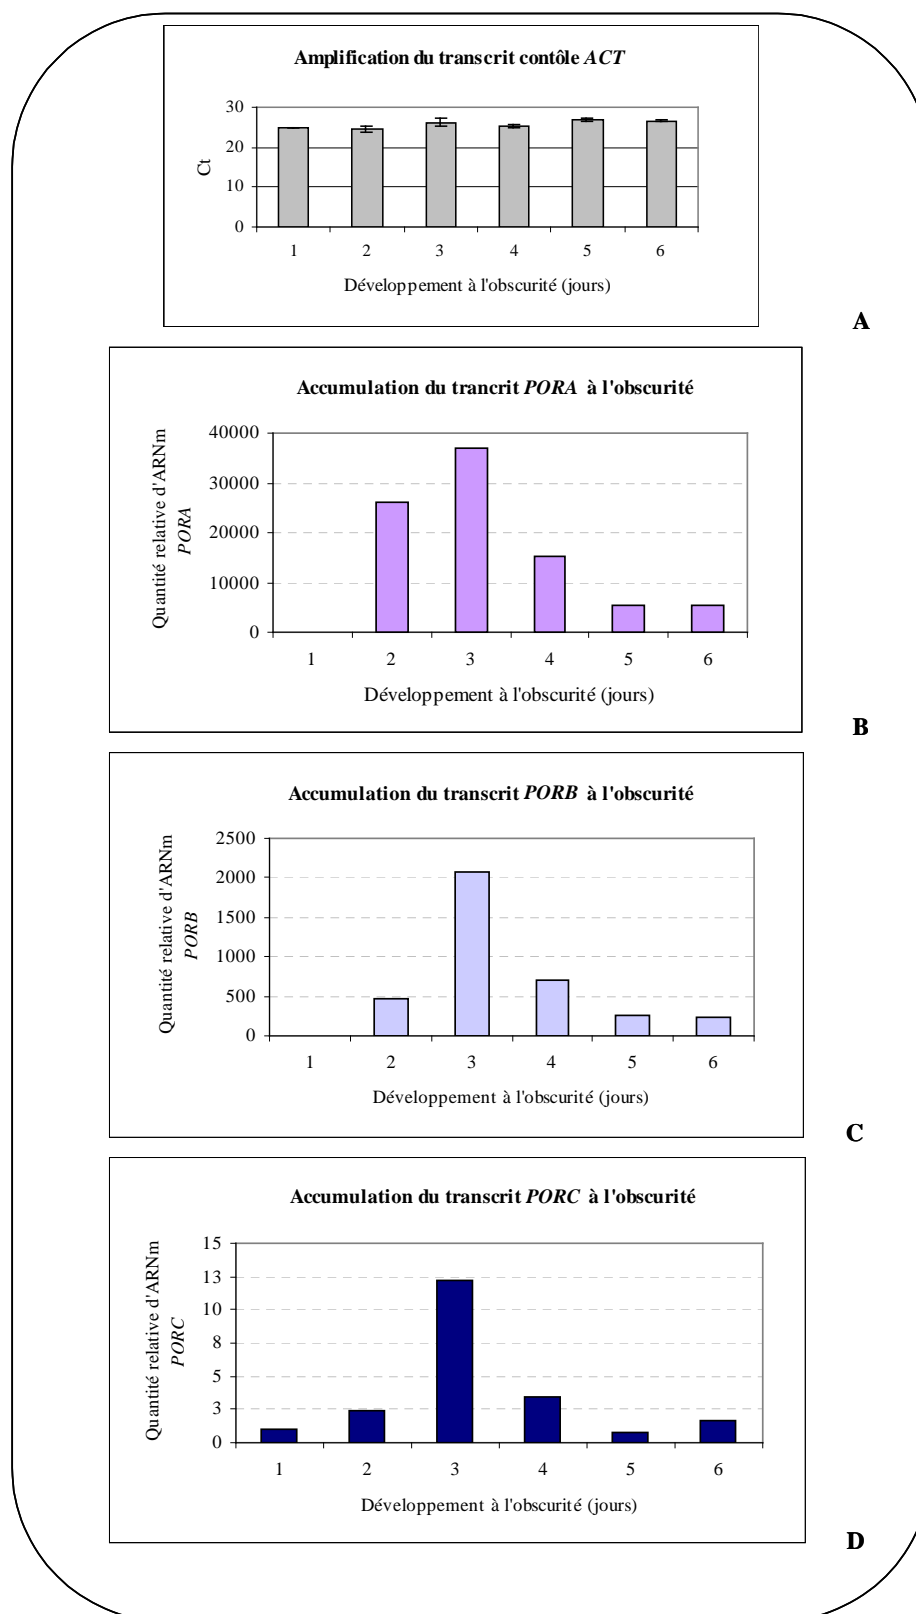 Amplification du transcrit contôle ACT
30
20
10
0
Ct
1 2 3 4 5 6
Développement à l'obscurité (jours)
A
Accumulation du trancrit PORA à l'obscurité
Quantité relative d'ARNm
PORA
40000
30000
20000
10000
0
1 2 3 4 5 6
Développement à l'obscurité (jours)
B
Accumulation du transcrit PORB à l'obscurité
Quantité relative d'ARNm
PORB
2500
2000
1500
1000
500
0
1 2 3 4 5 6
Développement à l'obscurité (jours)
C
Accumulation du transcrit PORC à l'obscurité
Quantité relative d'ARNm
PORC
15
13
10
8
5
3
0
1 2 3 4 5 6
Développement à l'obscurité (jours)
D